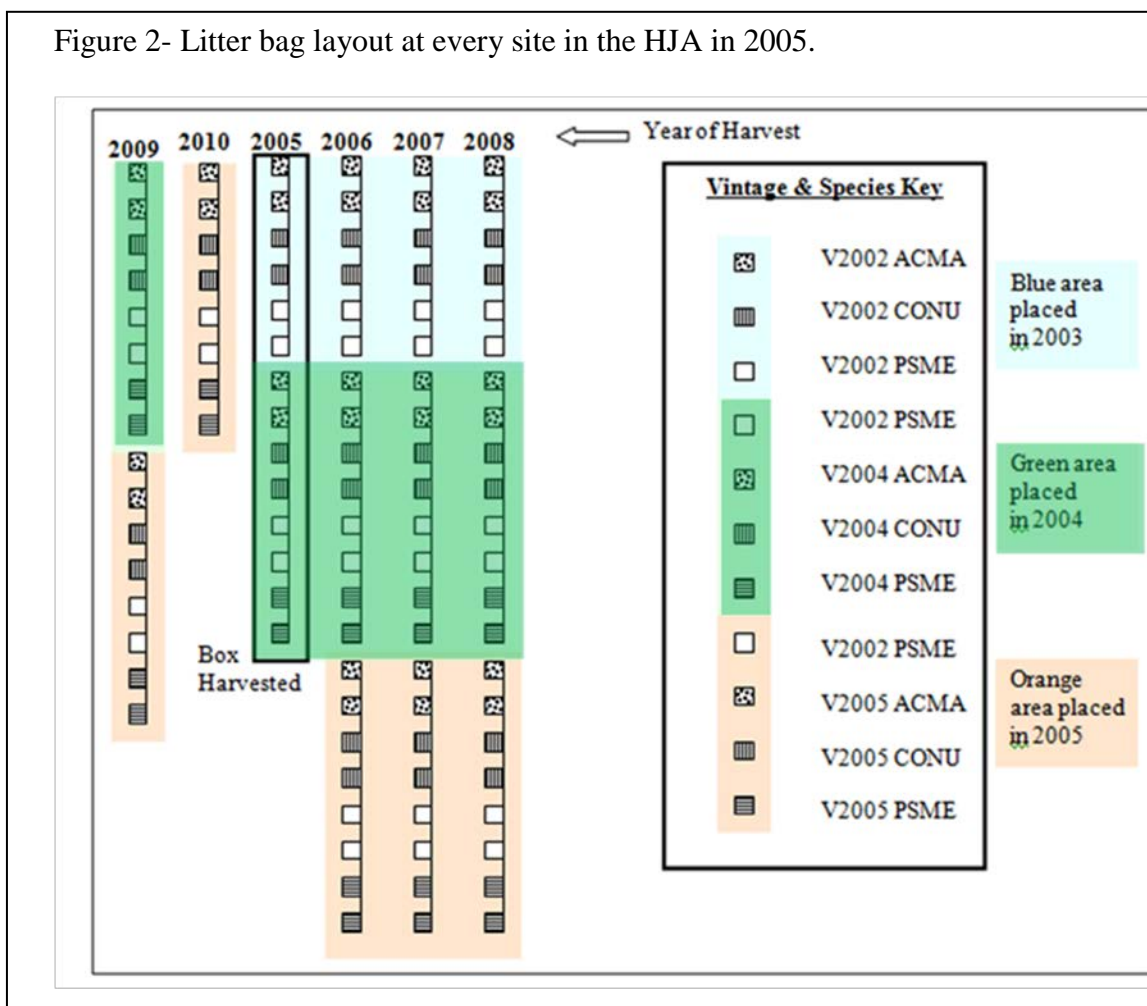 Figure 2- Litter bag layout at every site in the HJA in 2005.
2009 2010 2005 2006 2007 2008
Year of Harvest
Box
Harvested
Vintage & Species Key
V2002 ACMA
V2002 CONU
V2002 PSME
V2002 PSME
V2004 ACMA
V2004 CONU
V2004 PSME
V2002 PSME
V2005 ACMA
V2005 CONU
V2005 PSME
Blue area
placed
in 2003
Green area
placed
in 2004
Orange
area placed
in 2005